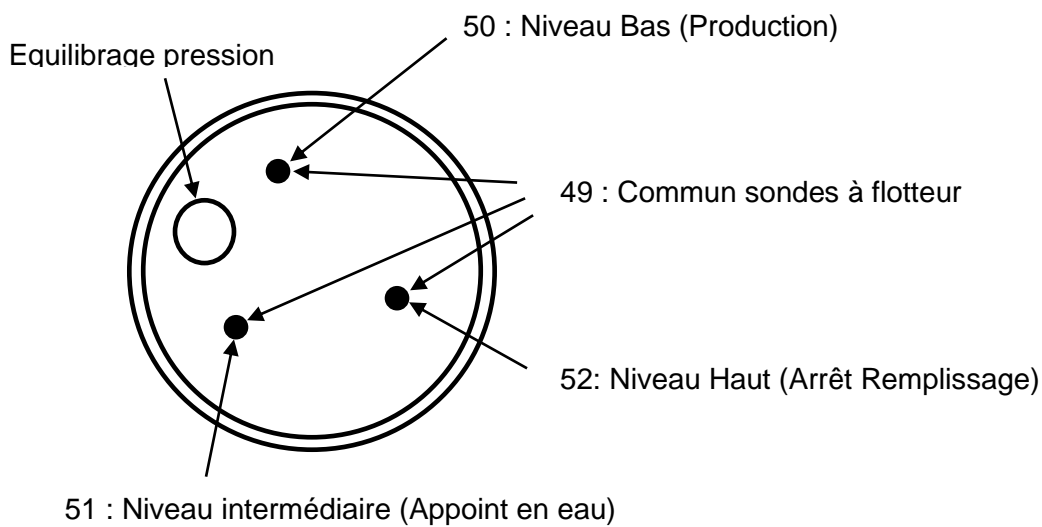 50 : Niveau Bas (Production)
Equilibrage pression
49 : Commun sondes à flotteur
52: Niveau Haut (Arrêt Remplissage)
51 : Niveau intermédiaire (Appoint en eau)